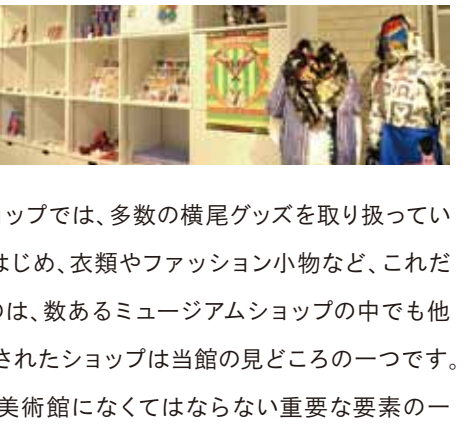 ョップでは、多数の横尾グッズを取り扱ってい
はじめ、衣類やファッション小物など、これだ
のは、数あるミュージアムショップの中でも他
されたショップは当館の見どころの一つです。
美術館になくてはならない重要な要素の一